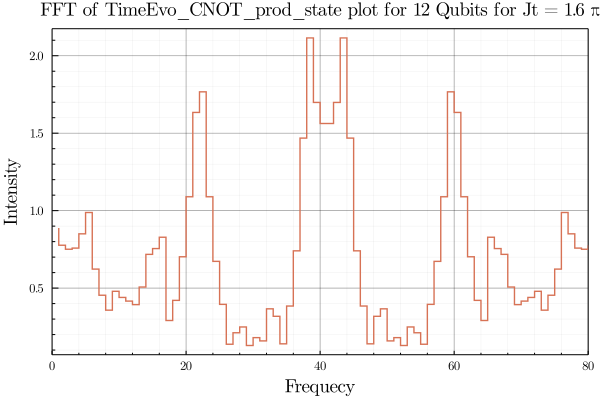 FFT of TimeEvo_CNOT_prod_state plot for 12 Qubits for Jt = 1.6 π
2.0
1.5
1.0
0.5
Intensity
0 20 40 60 80
Frequecy